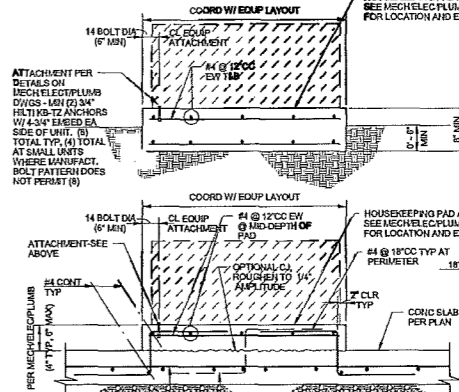 COORD W/ EQUP LAYOUT
SEE MECH/ELEC/PLUM
FOR LOCATION AND E
14 BOLT DIA
(6" MIN)
CL EQUIP
ATTACHMENT
#4 @ 12"CC
EW T&B
ATTACHMENT PER
DETAILS ON
MECH/ELECT/PLUMB
DWGS - MIN (2) 3/4"
HILTI KB-TZ ANCHORS
W/ 4-3/4" EMBED EA
SIDE OF UNIT. (8)
TOTAL TYP, (4) TOTAL
AT SMALL UNITS
WHERE MANUFACT.
BOLT PATTERN DOES
NOT PERMIT (8)
0' - 6"
MIN
8" MIN
COORD W/ EQUP LAYOUT
14 BOLT DIA
(6" MIN)
CL EQUIP
ATTACHMENT
#4 @ 12"CC EW
@ MID-DEPTH OF
PAD
HOUSEKEEPING PAD
SEE MECH/ELEC/PLUM
FOR LOCATION AND E
ATTACHMENT-SEE
ABOVE
#4 @ 18"CC TYP AT
PERIMETER
18"
#4 CONT
TYP
OPTIONAL CJ,
ROUGHEN TO 1/4"
AMPLITUDE
2" CLR
TYP
CONC SLAB
PER PLAN
PER MECH/ELEC/PLUMB
(4" TYP, 6" MAX)